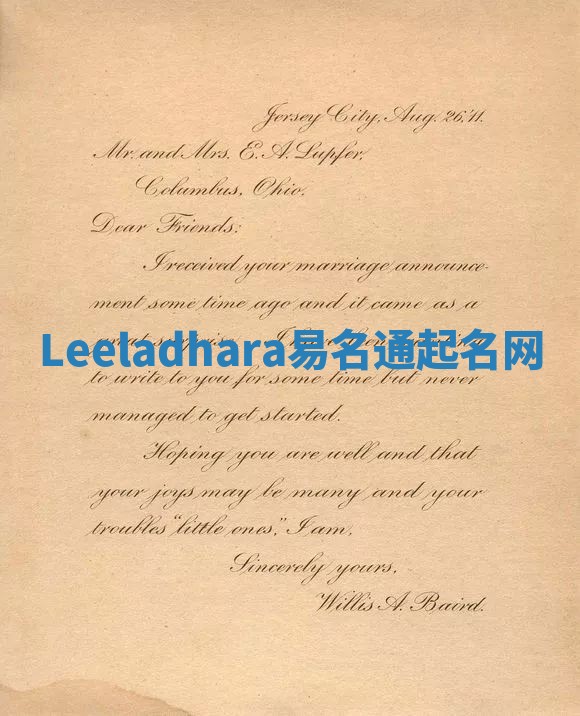 Jersey City, Aug. 26,'11.
Mr. and Mrs. E. A. Lupfer,
Columbus, Ohio.
Dear Friends:
I received your marriage announce-
ment some time ago and it came as a
Leeladhara易名通起名网
to write to you for some time but never
managed to get started.
Hoping you are well and that
your joys may be many and your
troubles "little ones," I am,
Sincerely yours,
Willis A. Baird.